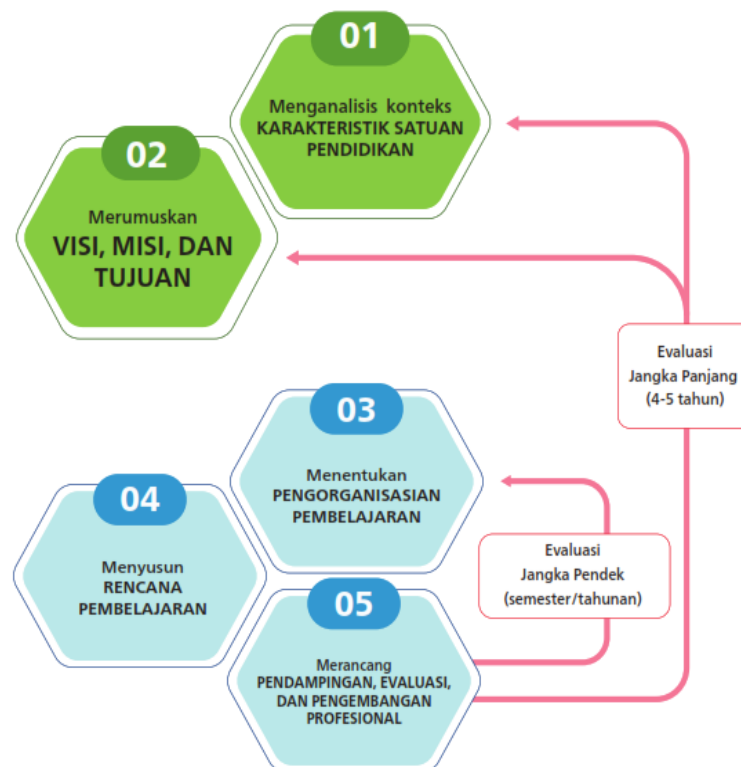 01
Menganalisis konteks
KARAKTERISTIK SATUAN
PENDIDIKAN
02
Merumuskan
VISI, MISI, DAN
TUJUAN
Evaluasi
Jangka Panjang
(4-5 tahun)
03
Menentukan
PENGORGANISASIAN
PEMBELAJARAN
04
Menyusun
RENCANA
PEMBELAJARAN
Evaluasi
Jangka Pendek
(semester/tahunan)
05
Merancang
PENDAMPINGAN, EVALUASI,
DAN PENGEMBANGAN
PROFESIONAL